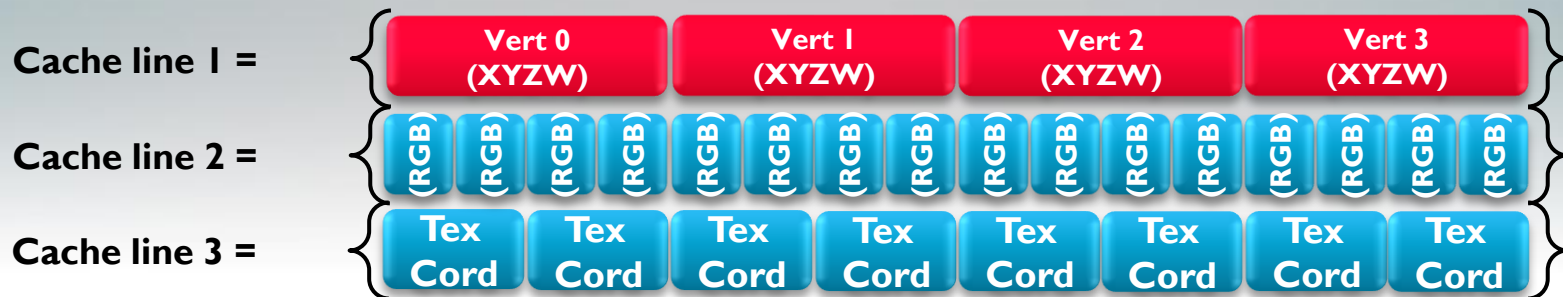 Cache line 1 =
Vert 0 Vert 1 Vert 2 Vert 3
(XYZW) (XYZW) (XYZW) (XYZW)
Cache line 2 =
(RGB) (RGB) (RGB) (RGB) (RGB) (RGB) (RGB) (RGB) (RGB) (RGB) (RGB) (RGB) (RGB) (RGB) (RGB) (RGB)
Cache line 3 =
Tex Tex Tex Tex Tex Tex Tex Tex
Cord Cord Cord Cord Cord Cord Cord Cord